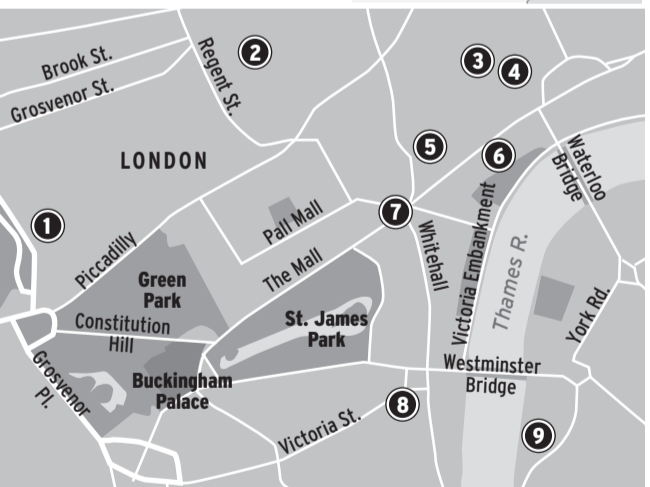 Brook St.
Grosvenor St.
Regent St.
2
3
4
LONDON
5
6
Waterloo
Bridge
1
Piccadilly
Pall Mall
7
Whitehall
Victoria Embankment
Thames R.
The Mall
Green
Park
Constitution
Hill
St. James
Park
York Rd.
Grosvenor
Pl.
Buckingham
Palace
Westminster
Bridge
8
Victoria St.
9